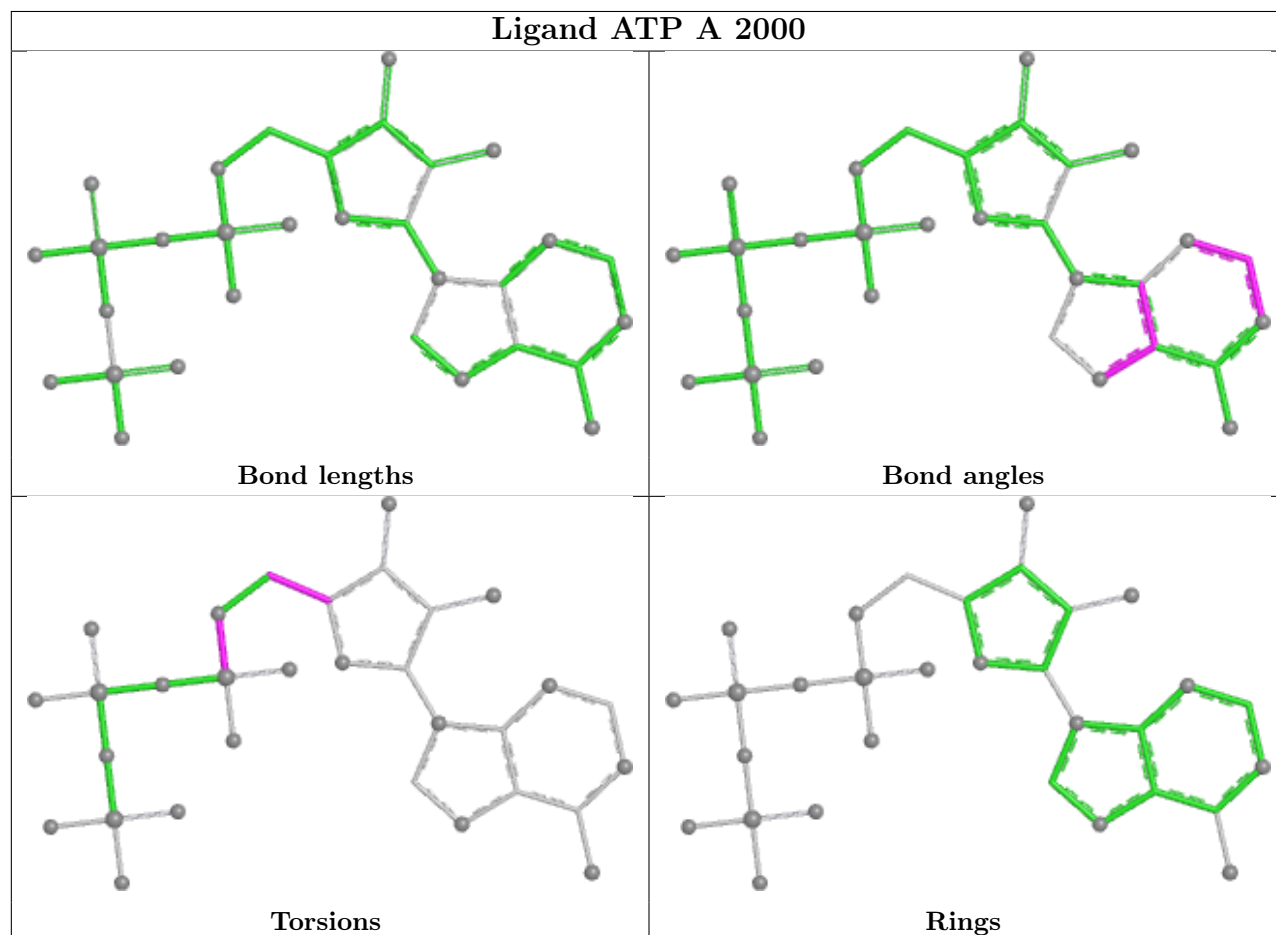 Ligand ATP A 2000
Bond lengths
Bond angles
Torsions
Rings